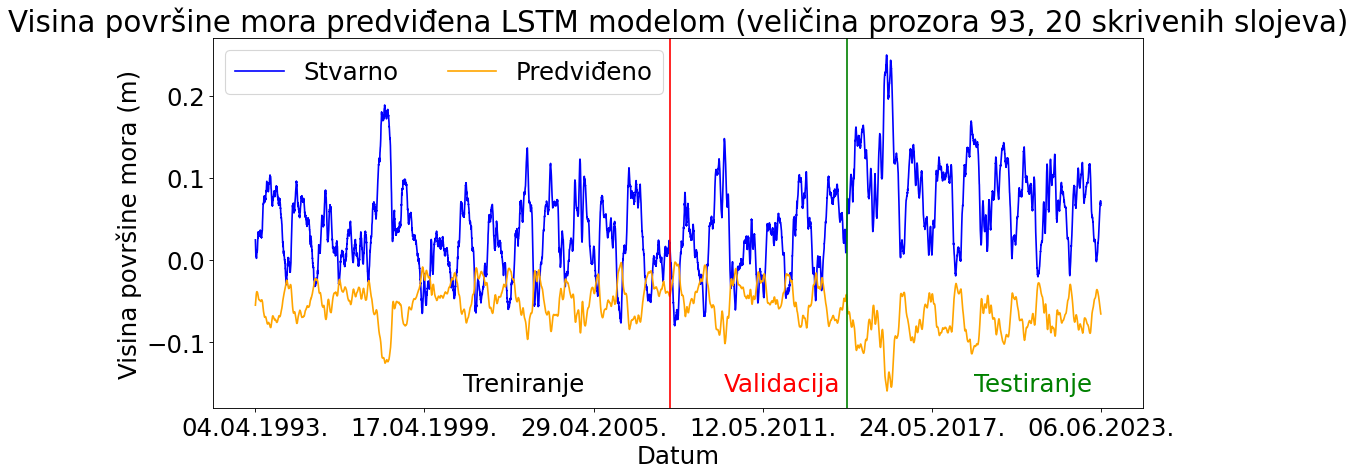 Visina površine mora predviđena LSTM modelom (veličina prozora 93, 20 skrivenih slojeva)
Stvarno Predviđeno
Visina površine mora (m)
0.2
0.1
0.0
−0.1
Treniranje Validacija Testiranje
04.04.1993. 17.04.1999. 29.04.2005. 12.05.2011. 24.05.2017. 06.06.2023.
Datum